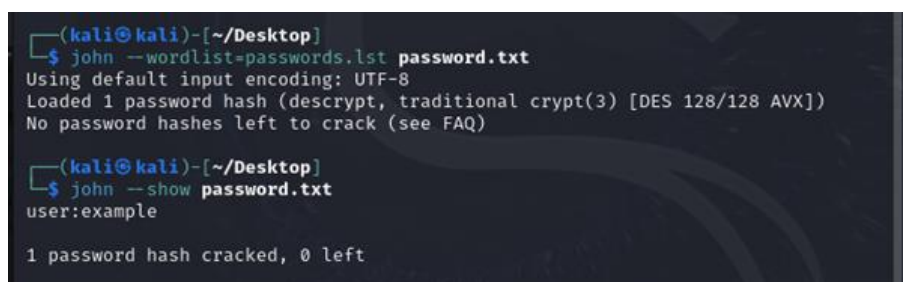 ┌──(kali㉿kali)-[~/Desktop]
└─$ john --wordlist=passwords.lst password.txt
Using default input encoding: UTF-8
Loaded 1 password hash (descrypt, traditional crypt(3) [DES 128/128 AVX])
No password hashes left to crack (see FAQ)
┌──(kali㉿kali)-[~/Desktop]
└─$ john --show password.txt
user:example
1 password hash cracked, 0 left